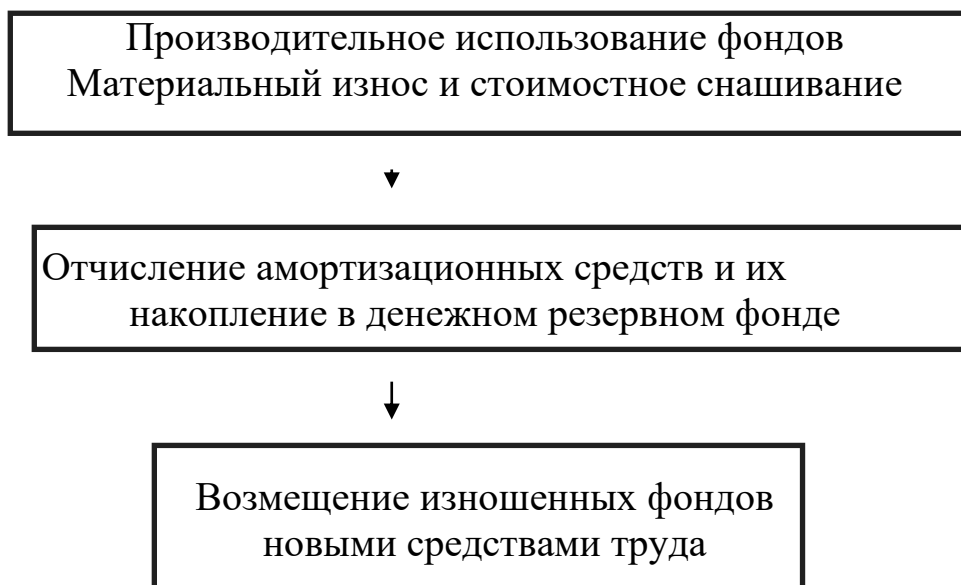 Производительное использование фондов
Материальный износ и стоимостное снашивание
Отчисление амортизационных средств и их
накопление в денежном резервном фонде
Возмещение изношенных фондов
новыми средствами труда